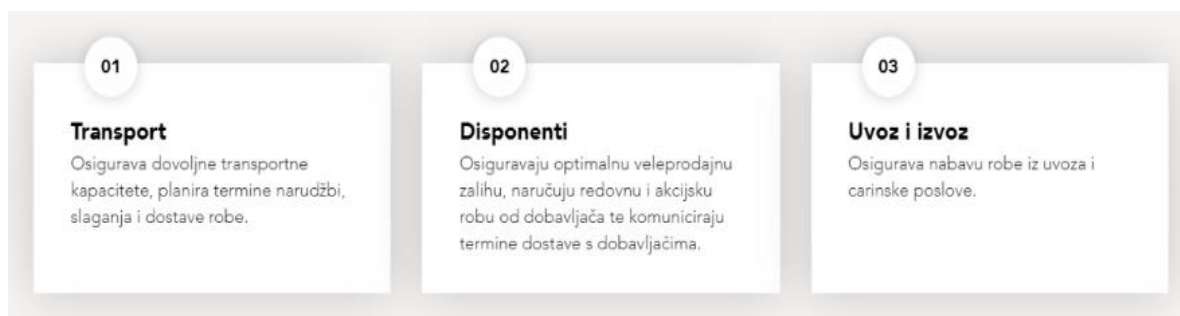 01
Transport
Osigurava dovoljne transportne
kapacitete, planira termine narudžbi,
slaganja i dostave robe.
02
Disponenti
Osiguravaju optimalnu veleprodajnu
zalihu, naručuju redovnu i akcijsku
robu od dobavljača te komuniciraju
termine dostave s dobavljačima.
03
Uvoz i izvoz
Osigurava nabavu robe iz uvoza i
carinske poslove.